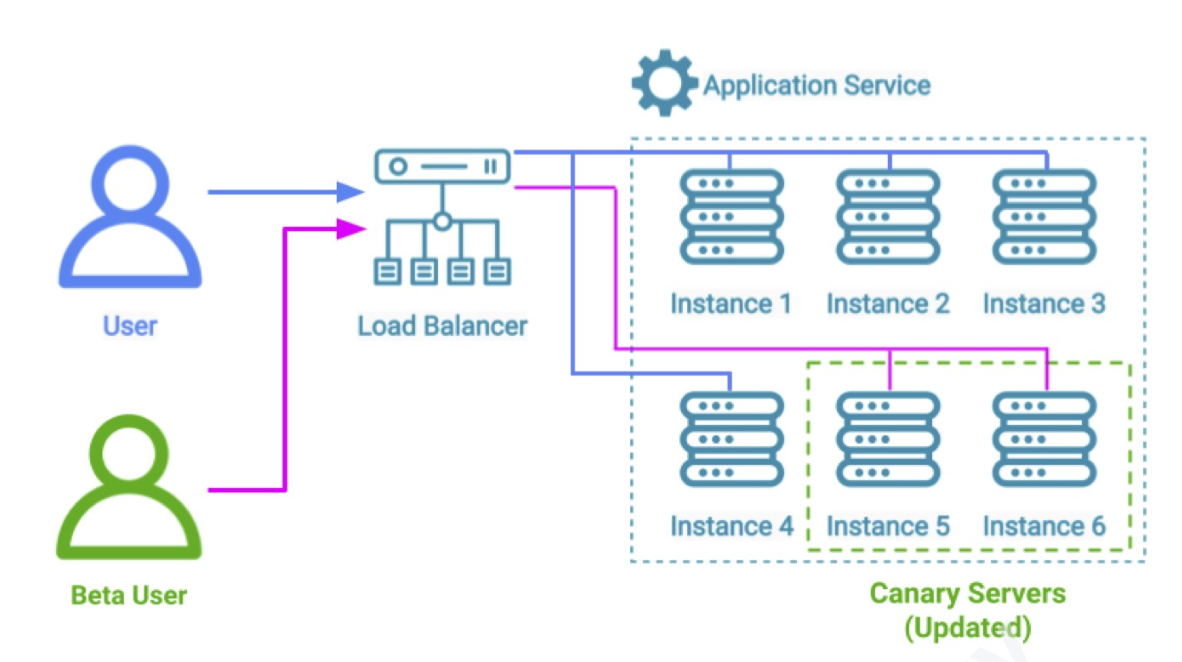 Application Service
Instance 1
Instance 2
Instance 3
User
Load Balancer
Instance 4
Instance 5
Instance 6
Beta User
Canary Servers
(Updated)